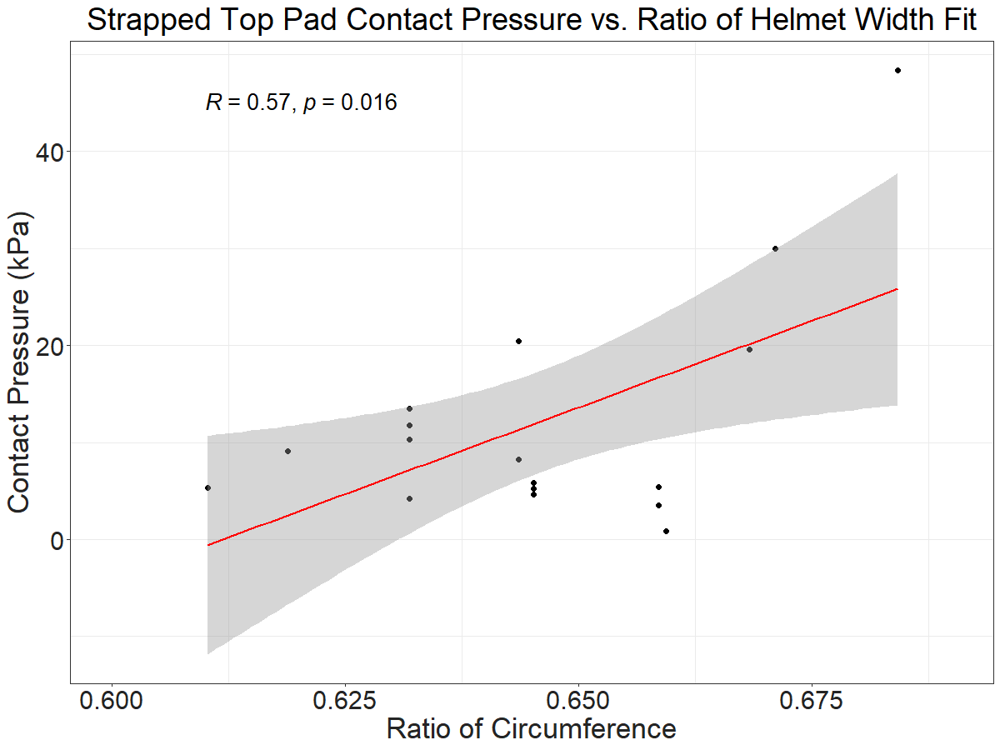 Strapped Top Pad Contact Pressure vs. Ratio of Helmet Width Fit
R = 0.57, p = 0.016
Contact Pressure (kPa)
40
20
0
0.600 0.625 0.650 0.675
Ratio of Circumference